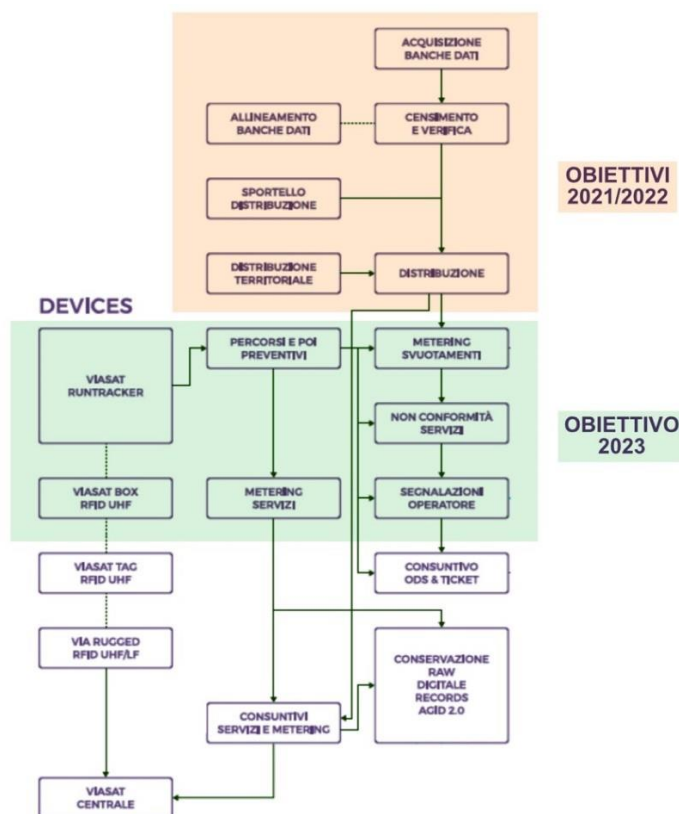 ACQUISIZIONE
BANCHE DATI
ALLINEAMENTO
BANCHE DATI
CENSIMENTO
E VERIFICA
OBIETTIVI
2021/2022
SPORTELLO
DISTRIBUZIONE
DISTRIBUZIONE
TERRITORIALE
DISTRIBUZIONE
DEVICES
VIASAT
RUNTRACKER
PERCORSI E POI
PREVENTIVI
METERING
SVUOTAMENTI
NON CONFORMITÀ
SERVIZI
OBIETTIVO
2023
VIASAT BOX
RFID UHF
METERING
SERVIZI
SEGNALAZIONI
OPERATORE
VIASAT TAG
RFID UHF
CONSUNTIVO
ODS & TICKET
VIA RUGGED
RFID UHF/LF
CONSERVAZIONE
RAW
DIGITALE
RECORDS
AGID 2.0
CONSUNTIVI
SERVIZI E METERING
VIASAT
CENTRALE